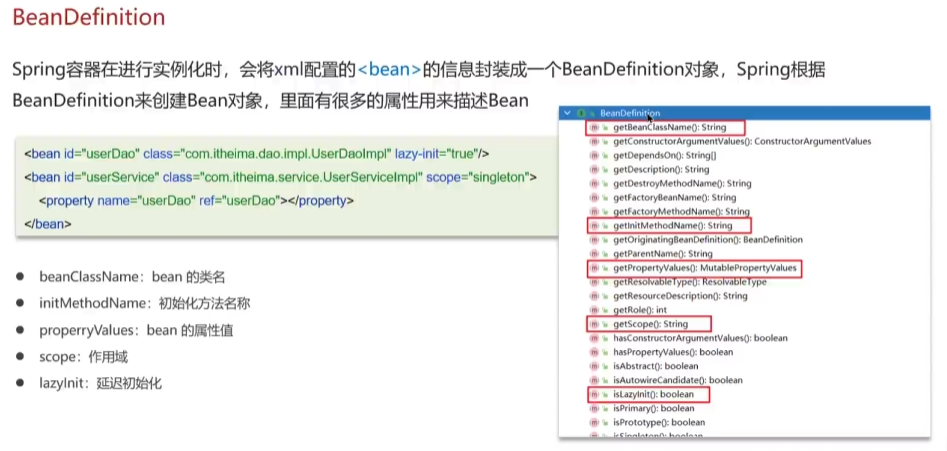 BeanDefinition
Spring容器在进行实例化时，会将xml配置的<bean>的信息封装成一个BeanDefinition对象，Spring根据
BeanDefinition来创建Bean对象，里面有很多的属性用来描述Bean
<bean id="userDao" class="com.itheima.dao.impl.UserDaoImpl" lazy-init="true"/>
<bean id="userService" class="com.itheima.service.UserServiceImpl" scope="singleton">
<property name="userDao" ref="userDao"></property>
</bean>
● beanClassName：bean 的类名
● initMethodName：初始化方法名称
● properryValues：bean 的属性值
● scope：作用域
● lazyInit：延迟初始化
BeanDefinition
getBeanClassName(): String
getConstructorArgumentValues(): ConstructorArgumentValues
getDependsOn(): String[]
getDescription(): String
getDestroyMethodName(): String
getFactoryBeanName(): String
getFactoryMethodName(): String
getInitMethodName(): String
getOriginatingBeanDefinition(): BeanDefinition
getParentName(): String
getPropertyValues(): MutablePropertyValues
getResolvableType(): ResolvableType
getResourceDescription(): String
getRole(): int
getScope(): String
hasConstructorArgumentValues(): boolean
hasPropertyValues(): boolean
isAbstract(): boolean
isAutowireCandidate(): boolean
isLazyInit(): boolean
isPrimary(): boolean
isPrototype(): boolean
isSingleton(): boolean